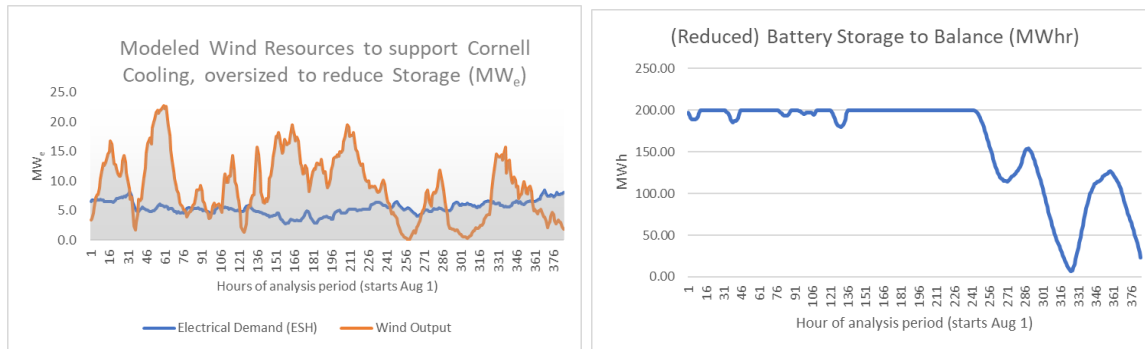 Modeled Wind Resources to support Cornell
Cooling, oversized to reduce Storage (MWe)
MWe
25.0
20.0
15.0
10.0
5.0
0.0
1 16 31 46 61 76 91 106 121 136 151 166 181 196 211 226 241 256 271 286 301 316 331 346 361 376
Hours of analysis period (starts Aug 1)
Electrical Demand (ESH) Wind Output
(Reduced) Battery Storage to Balance (MWhr)
MWh
250.00
200.00
150.00
100.00
50.00
0.00
1 16 31 46 61 76 91 106 121 136 151 166 181 196 211 226 241 256 271 286 301 316 331 346 361 376
Hour of analysis period (starts Aug 1)